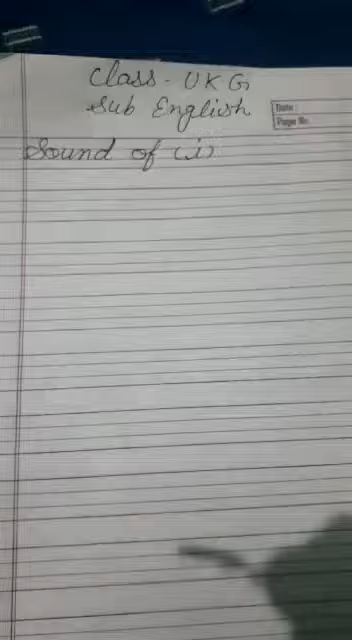 Class - UKG
Sub English
Date :
Page No.
Sound of (i)